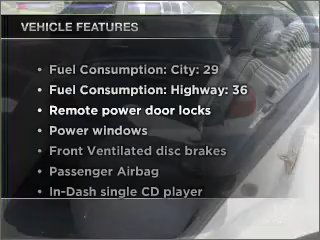 VEHICLE FEATURES
• Fuel Consumption: City: 29
• Fuel Consumption: Highway: 36
• Remote power door locks
• Power windows
• Front Ventilated disc brakes
• Passenger Airbag
• In-Dash single CD player